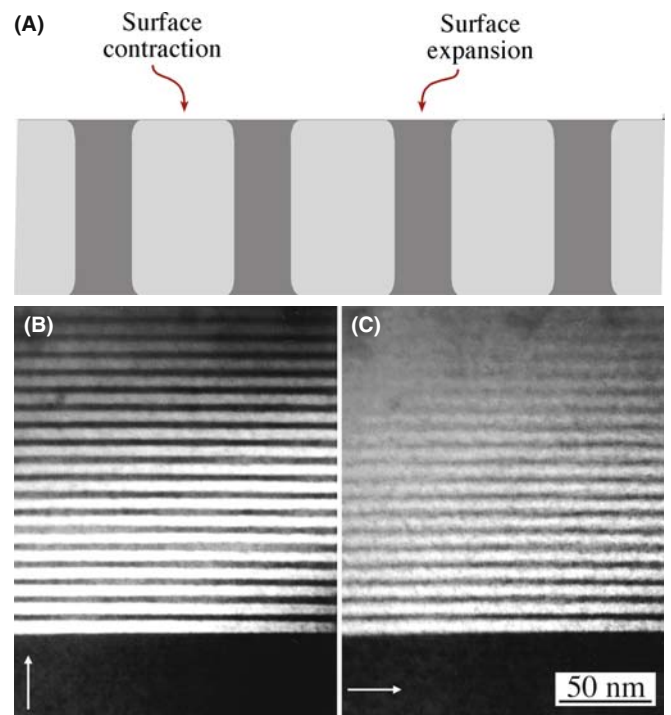 (A)
Surface
contraction
Surface
expansion
(B)
(C)
50 nm